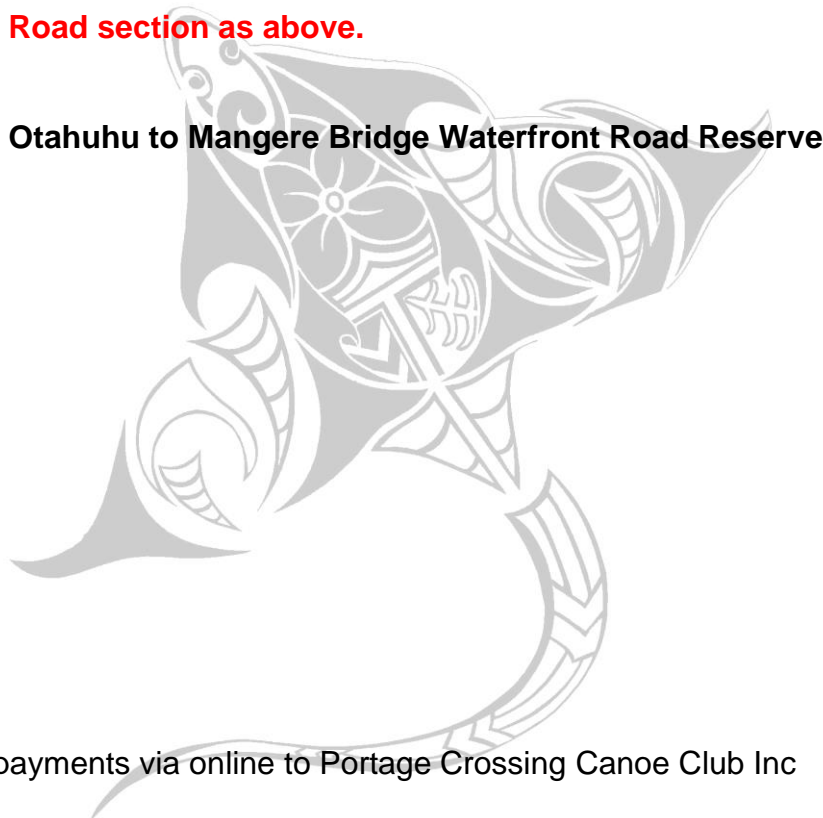 Road section as above.
Otahuhu to Mangere Bridge Waterfront Road Reserve
payments via online to Portage Crossing Canoe Club Inc